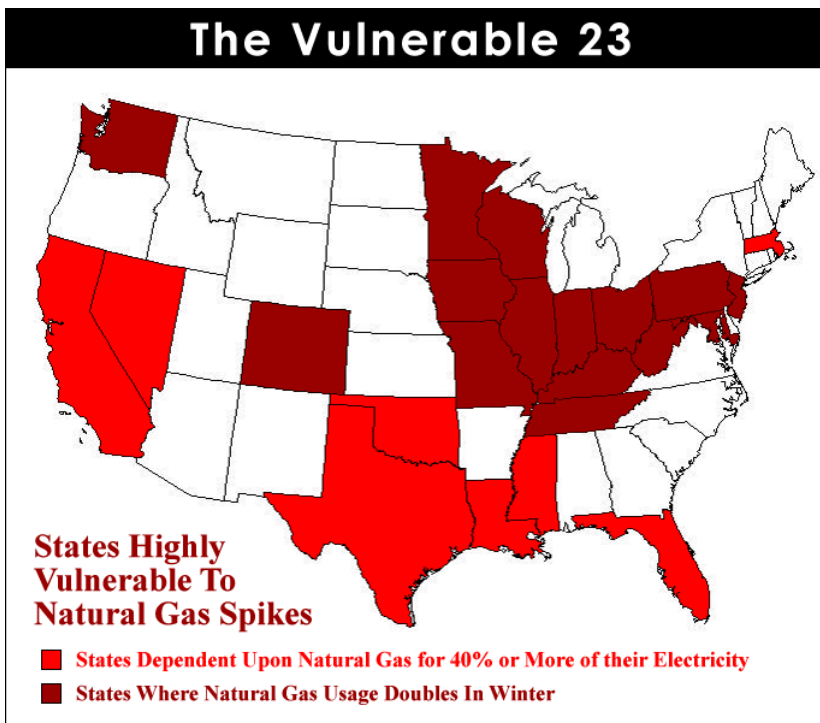 The Vulnerable 23
States Highly
Vulnerable To
Natural Gas Spikes
States Dependent Upon Natural Gas for 40% or More of their Electricity
States Where Natural Gas Usage Doubles In Winter